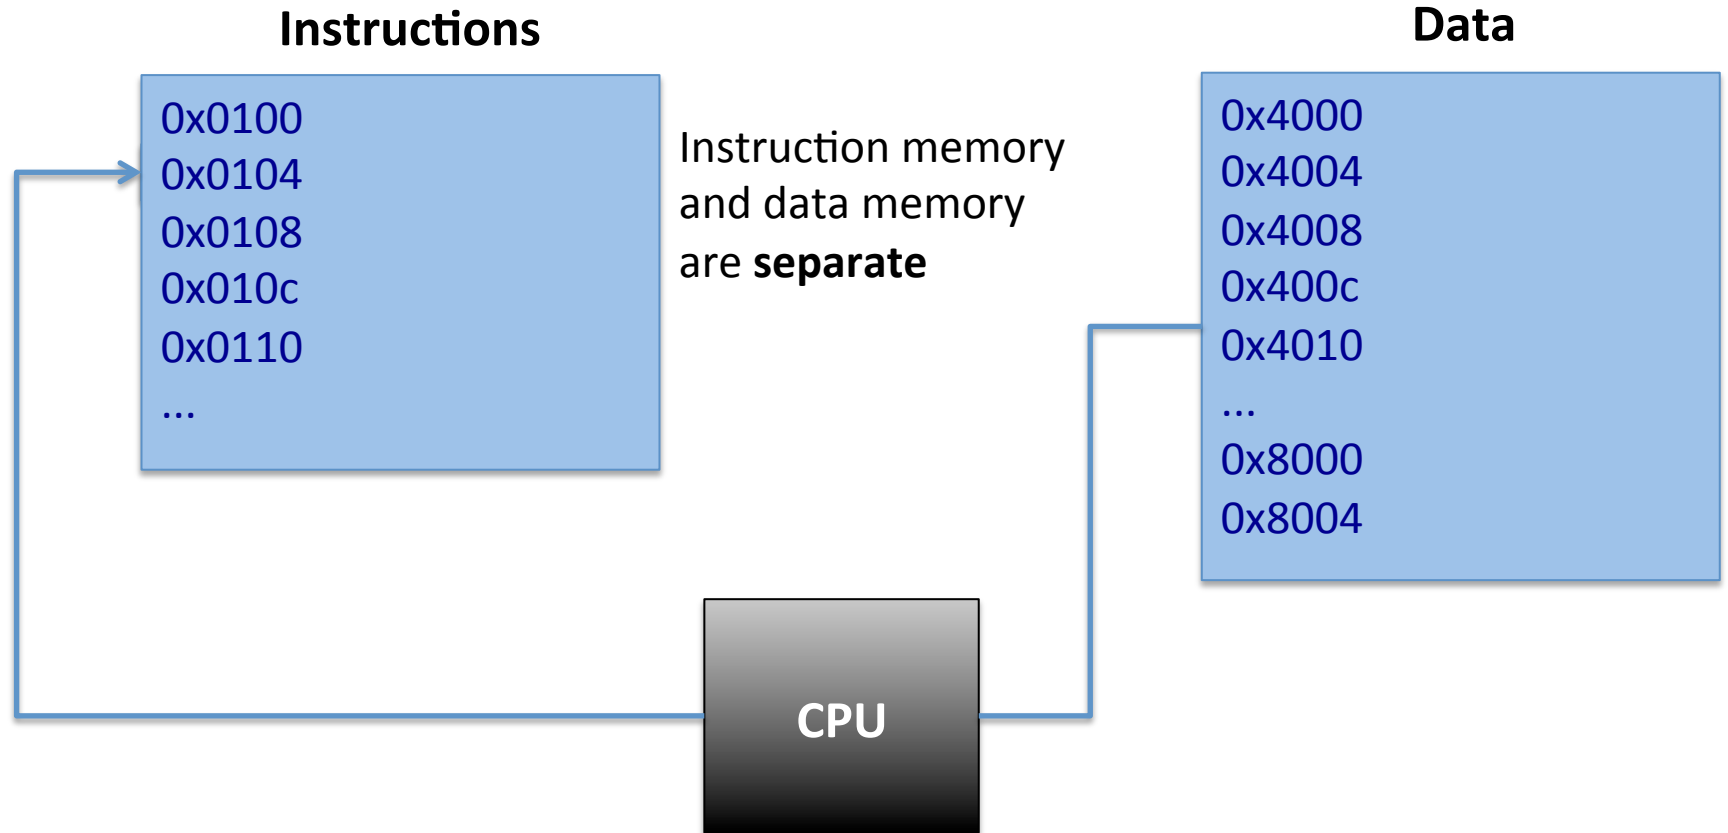 Instructions
0x0100
0x0104
0x0108
0x010c
0x0110
...
Instruction memory
and data memory
are separate
Data
0x4000
0x4004
0x4008
0x400c
0x4010
...
0x8000
0x8004
CPU